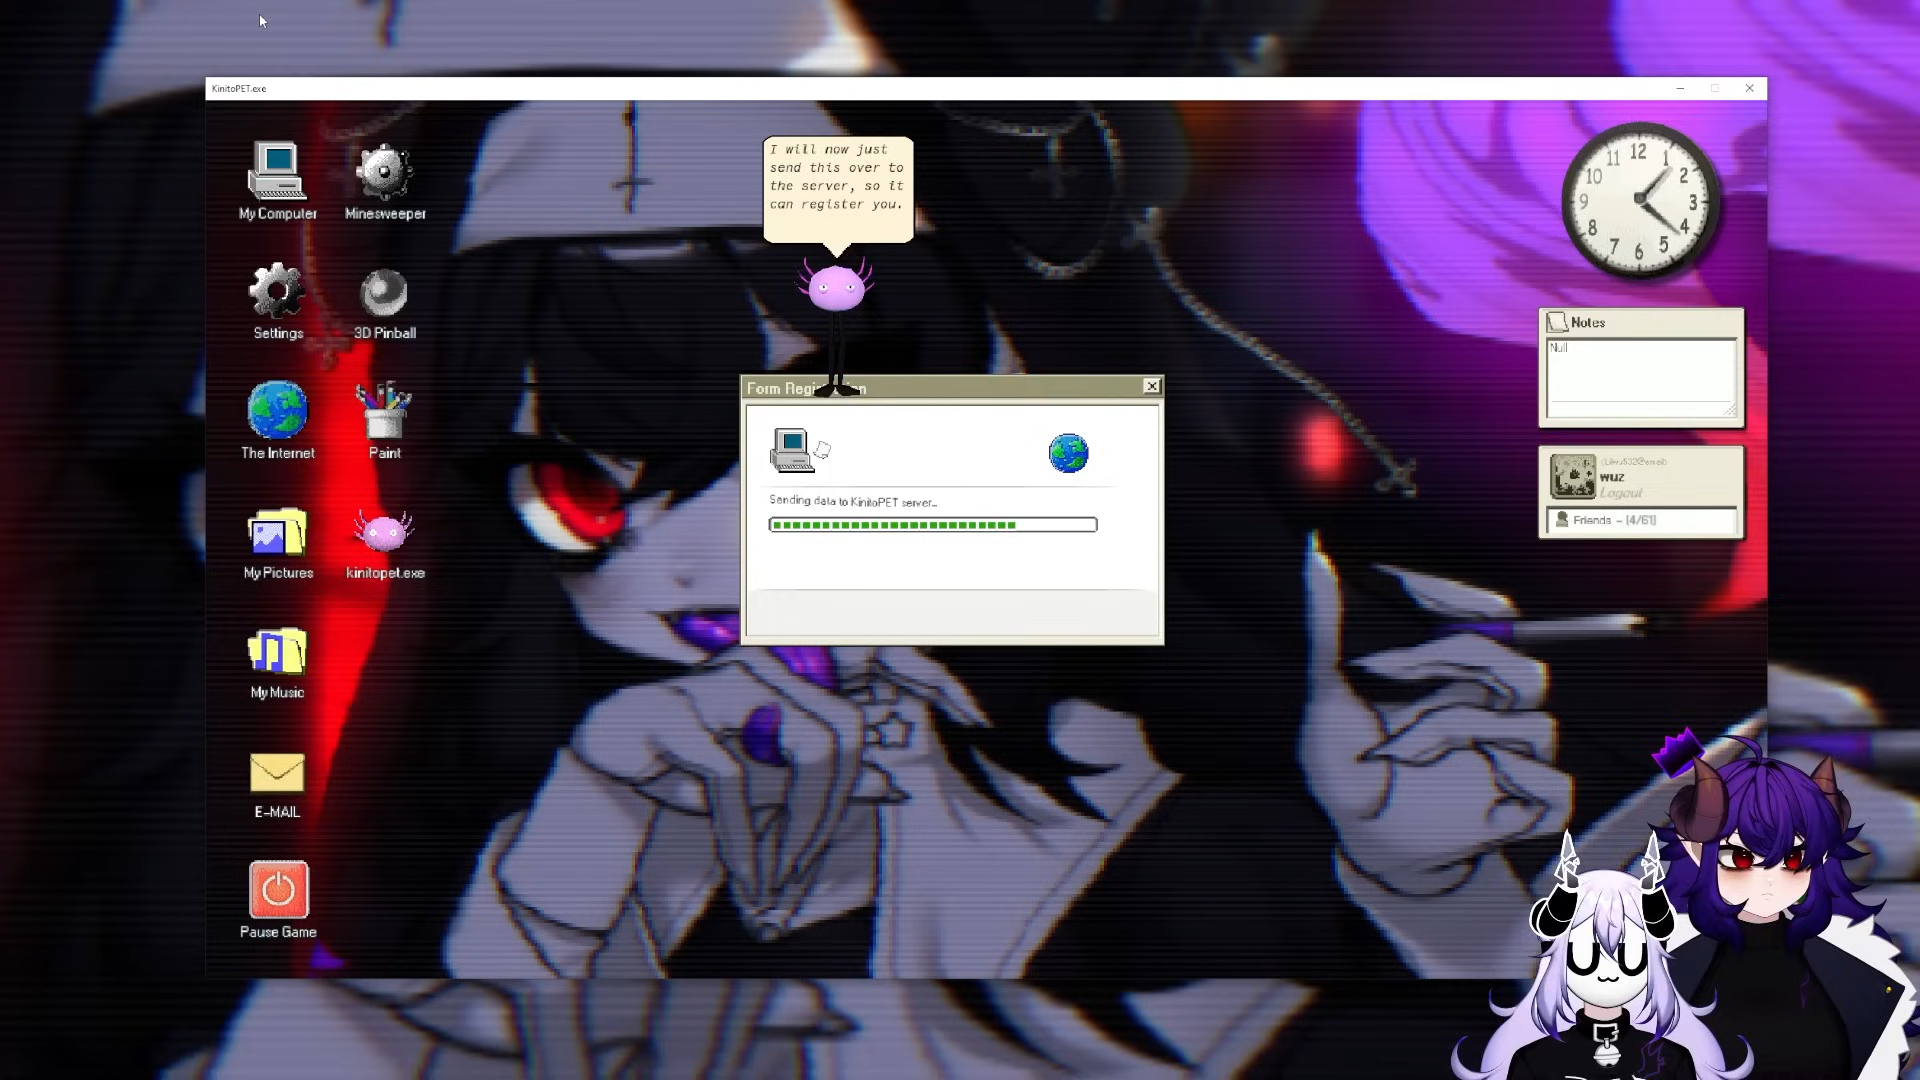 KinitoPET.exe
My Computer
Minesweeper
Settings
3D Pinball
The Internet
Paint
My Pictures
kinitopet.exe
My Music
E-MAIL
Pause Game
I will now just
send this over to
the server, so it
can register you.
Form Reg
Sending data to KinitoPET server...
12
1
2
3
4
5
6
7
8
9
10
11
Notes
Null
wuz
Logout
Friends - (4/61)